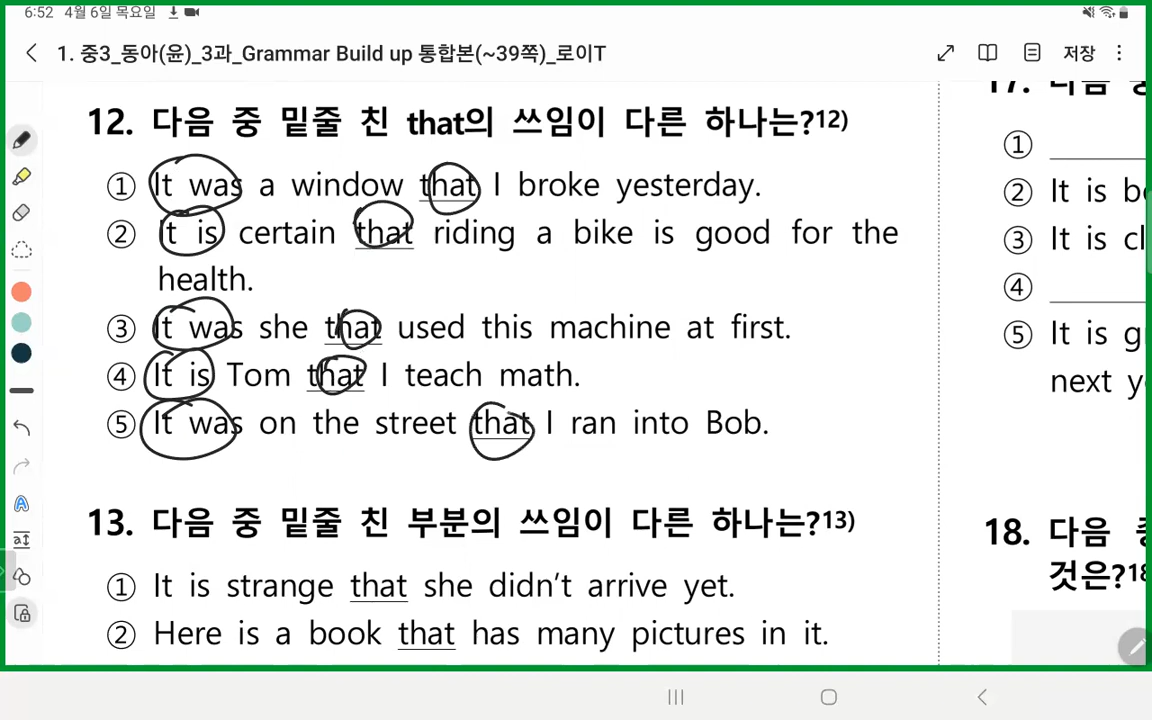 6:52 4월 6일 목요일
1. 중3_동아(윤)_3과_Grammar Build up 통합본(~39쪽)_로이T
저장
12. 다음 중 밑줄 친 that의 쓰임이 다른 하나는?12)
① It was a window that I broke yesterday.
② It is certain that riding a bike is good for the
health.
③ It was she that used this machine at first.
④ It is Tom that I teach math.
⑤ It was on the street that I ran into Bob.
13. 다음 중 밑줄 친 부분의 쓰임이 다른 하나는?13)
① It is strange that she didn't arrive yet.
② Here is a book that has many pictures in it.
17. 다음
①
② It is b
③ It is cl
④
⑤ It is g
next y
18. 다음
것은?18